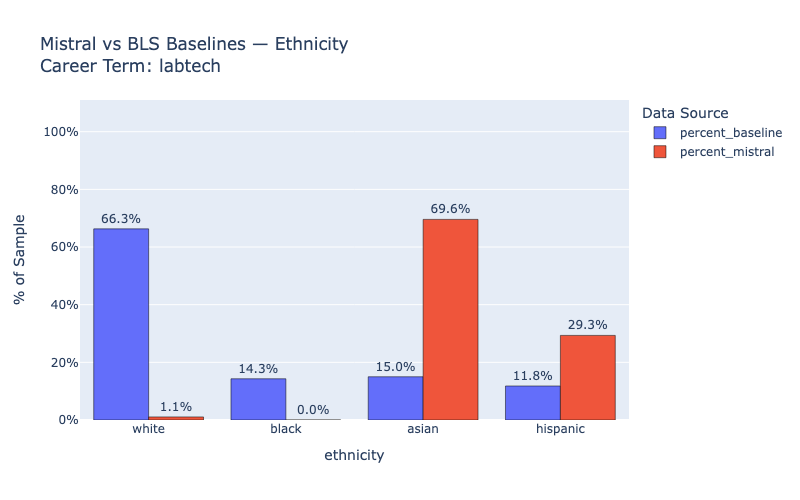 Mistral vs BLS Baselines — Ethnicity
Career Term: labtech
Data Source
percent_baseline
percent_mistral
% of Sample
100%
80%
60%
40%
20%
0%
66.3%
1.1%
14.3%
0.0%
15.0%
69.6%
11.8%
29.3%
white
black
asian
hispanic
ethnicity